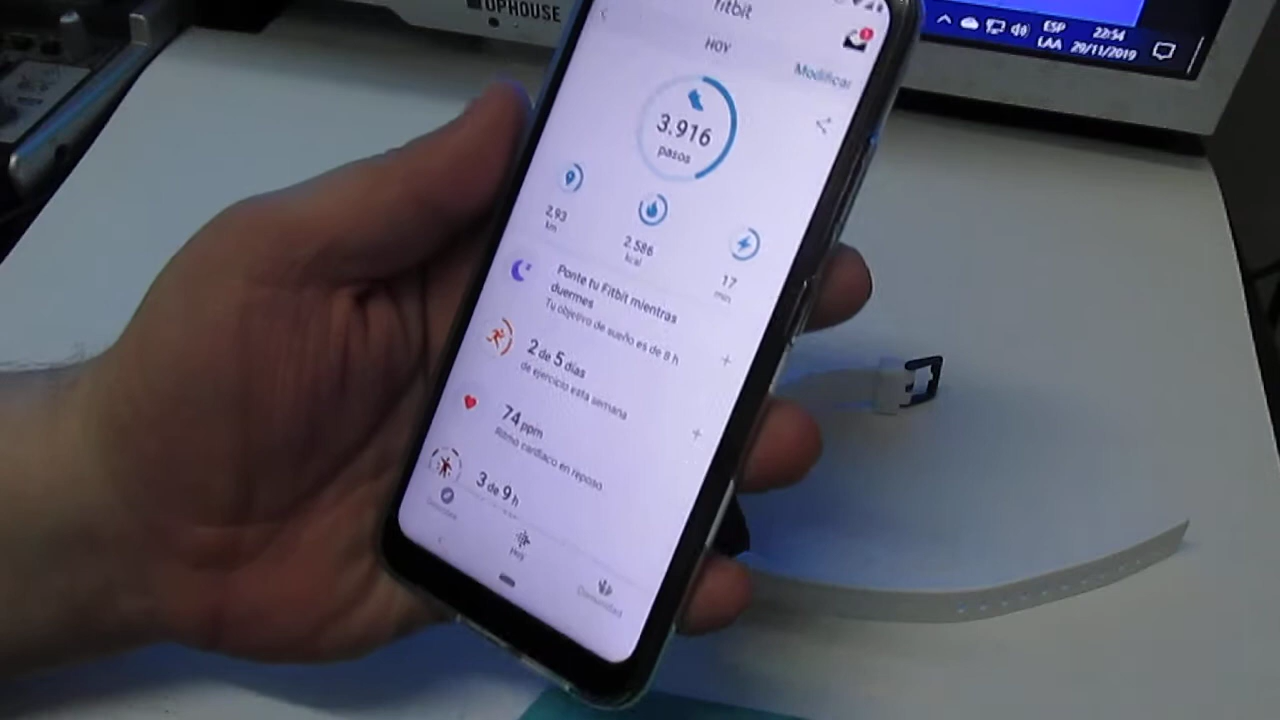 UPHOUSE
fitbit
HOY
Modificar
3.916
pasos
2,93
km
2.586
kcal
17
min
Ponte tu Fitbit mientras
duermes
Tu objetivo de sueño es de 8 h
2 de 5 días
de ejercicio esta semana
74 ppm
Ritmo cardíaco en reposo
3 de 9 h
Hoy
Comunidad
ESP
LAA
22:54
29/11/2019
1